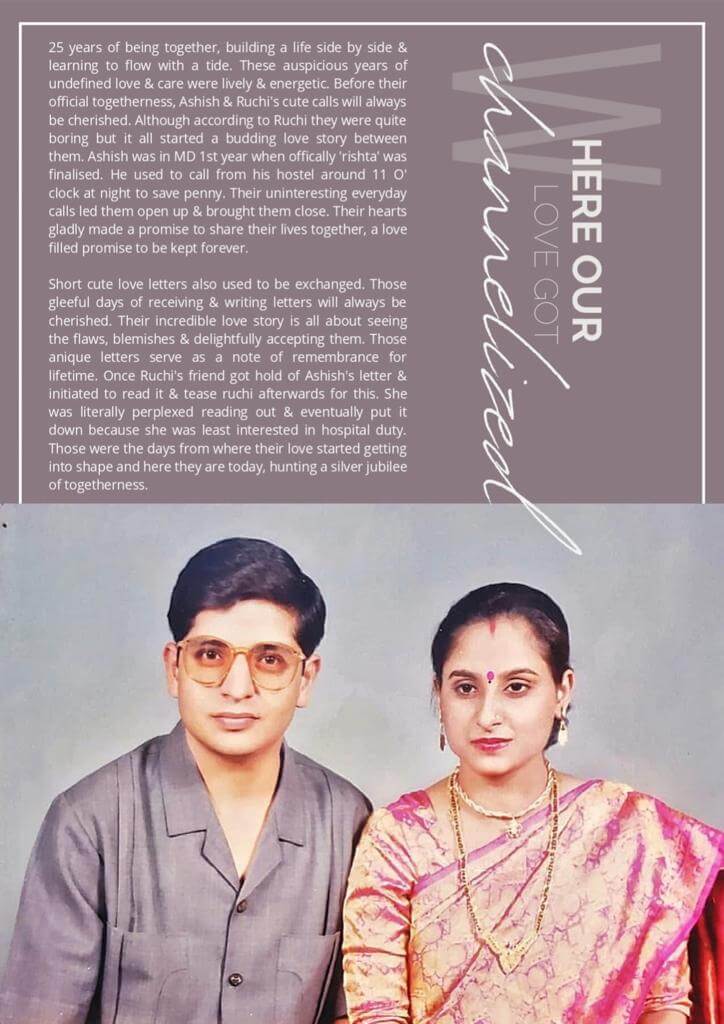 25 years of being together, building a life side by side &
learning to flow with a tide. These auspicious years of
undefined love & care were lively & energetic. Before their
official togetherness, Ashish & Ruchi's cute calls will always
be cherished. Although according to Ruchi they were quite
boring but it all started a budding love story between
them. Ashish was in MD 1st year when offically 'rishta' was
finalised. He used to call from his hostel around 11 O'
clock at night to save penny. Their uninteresting everyday
calls led them open up & brought them close. Their hearts
gladly made a promise to share their lives together, a love
filled promise to be kept forever.
Short cute love letters also used to be exchanged. Those
gleeful days of receiving & writing letters will always be
cherished. Their incredible love story is all about seeing
the flaws, blemishes & delightfully accepting them. Those
anique letters serve as a note of remembrance for
lifetime. Once Ruchi's friend got hold of Ashish's letter &
initiated to read it & tease ruchi afterwards for this. She
was literally perplexed reading out & eventually put it
down because she was least interested in hospital duty.
Those were the days from where their love started getting
into shape and here they are today, hunting a silver jubilee
of togetherness.
WHERE OUR
LOVE GOT
channelized